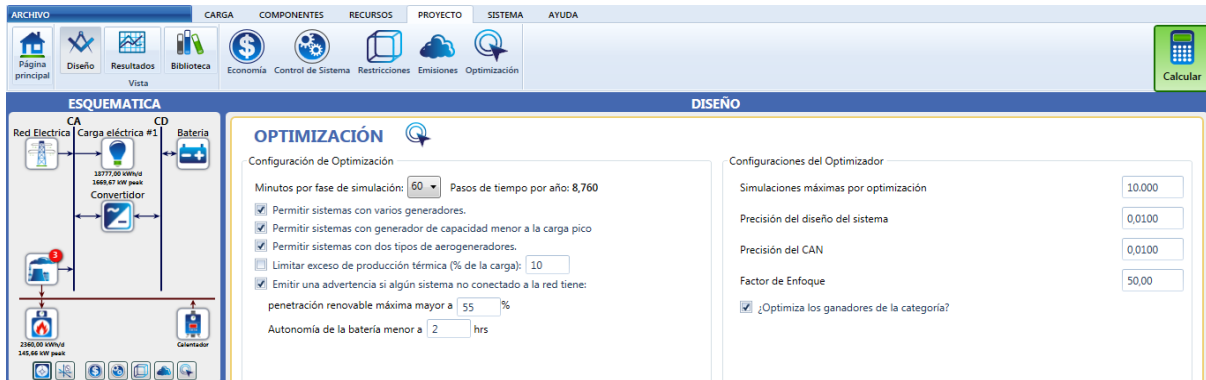 ARCHIVO CARGA COMPONENTES RECURSOS PROYECTO SISTEMA AYUDA
Página principal
Diseño
Resultados
Biblioteca
Vista
Economía
Control de Sistema
Restricciones
Emisiones
Optimización
Calcular
ESQUEMATICA
DISEÑO
CA CD
Red Electrica Carga eléctrica #1 Bateria
18777,00 kWh/d
1669,67 kW peak
Convertidor
3
2360,00 kWh/d
145,66 kW peak
Calentador
OPTIMIZACIÓN
Configuración de Optimización
Minutos por fase de simulación: 60 Pasos de tiempo por año: 8,760
Permitir sistemas con varios generadores.
Permitir sistemas con generador de capacidad menor a la carga pico
Permitir sistemas con dos tipos de aerogeneradores.
Limitar exceso de producción térmica (% de la carga): 10
Emitir una advertencia si algún sistema no conectado a la red tiene:
penetración renovable máxima mayor a 55 %
Autonomía de la batería menor a 2 hrs
Configuraciones del Optimizador
Simulaciones máximas por optimización 10.000
Precisión del diseño del sistema 0,0100
Precisión del CAN 0,0100
Factor de Enfoque 50,00
¿Optimiza los ganadores de la categoría?